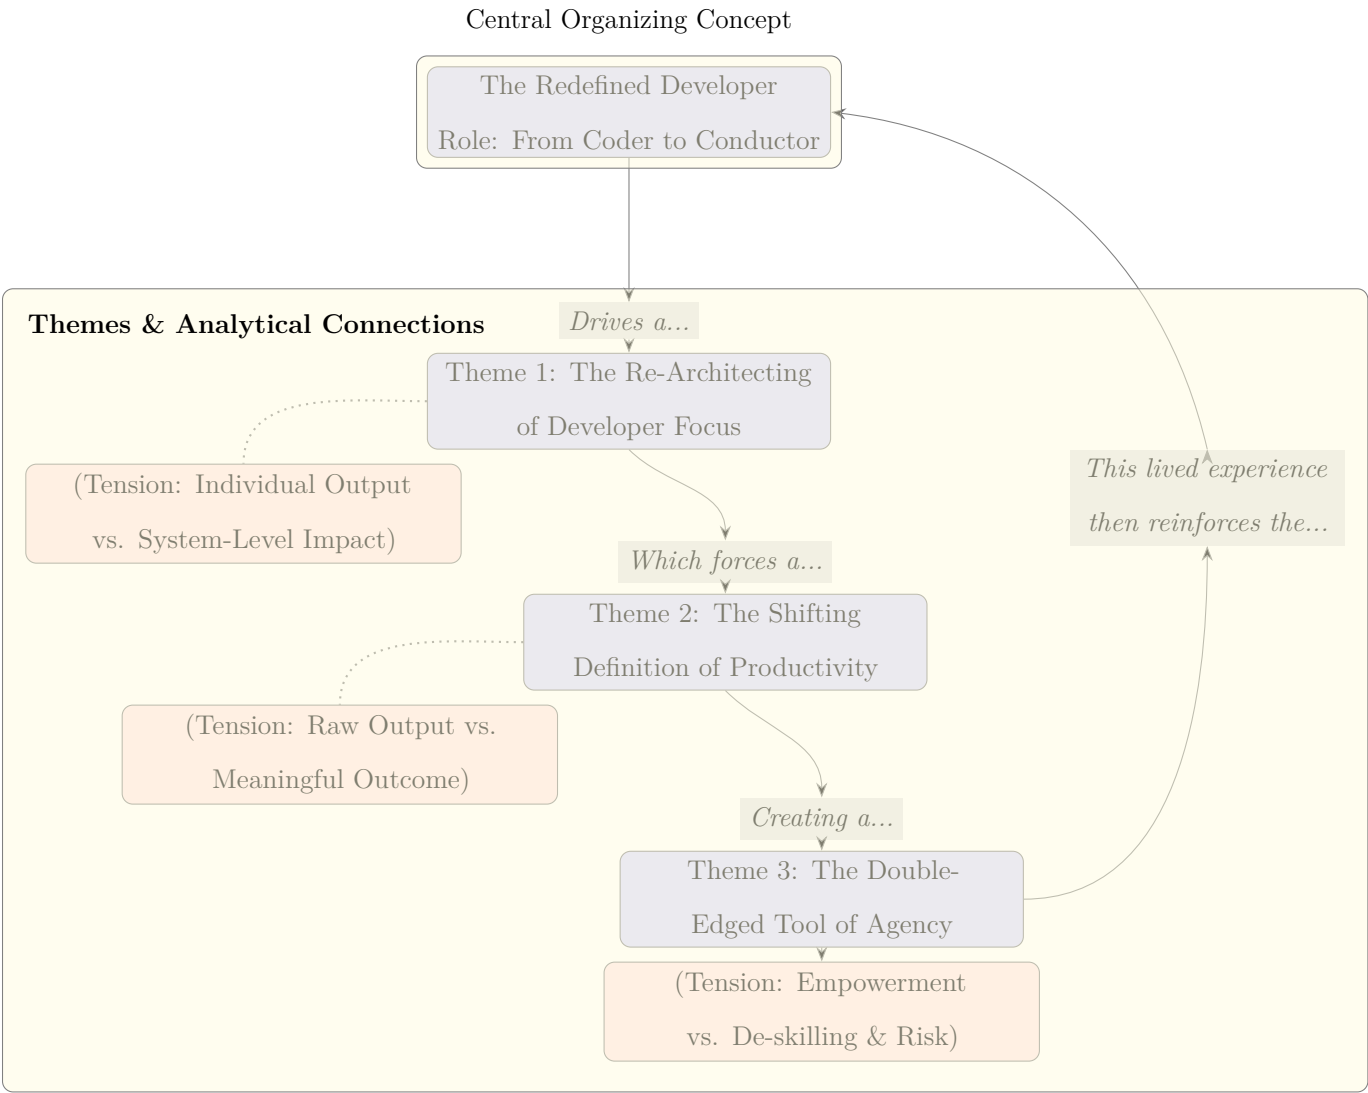 Central Organizing Concept
The Redefined Developer
Role: From Coder to Conductor
Themes & Analytical Connections
Drives a...
Theme 1: The Re-Architecting
of Developer Focus
(Tension: Individual Output
vs. System-Level Impact)
This lived experience
then reinforces the...
Which forces a...
Theme 2: The Shifting
Definition of Productivity
(Tension: Raw Output vs.
Meaningful Outcome)
Creating a...
Theme 3: The Double-
Edged Tool of Agency
(Tension: Empowerment
vs. De-skilling & Risk)